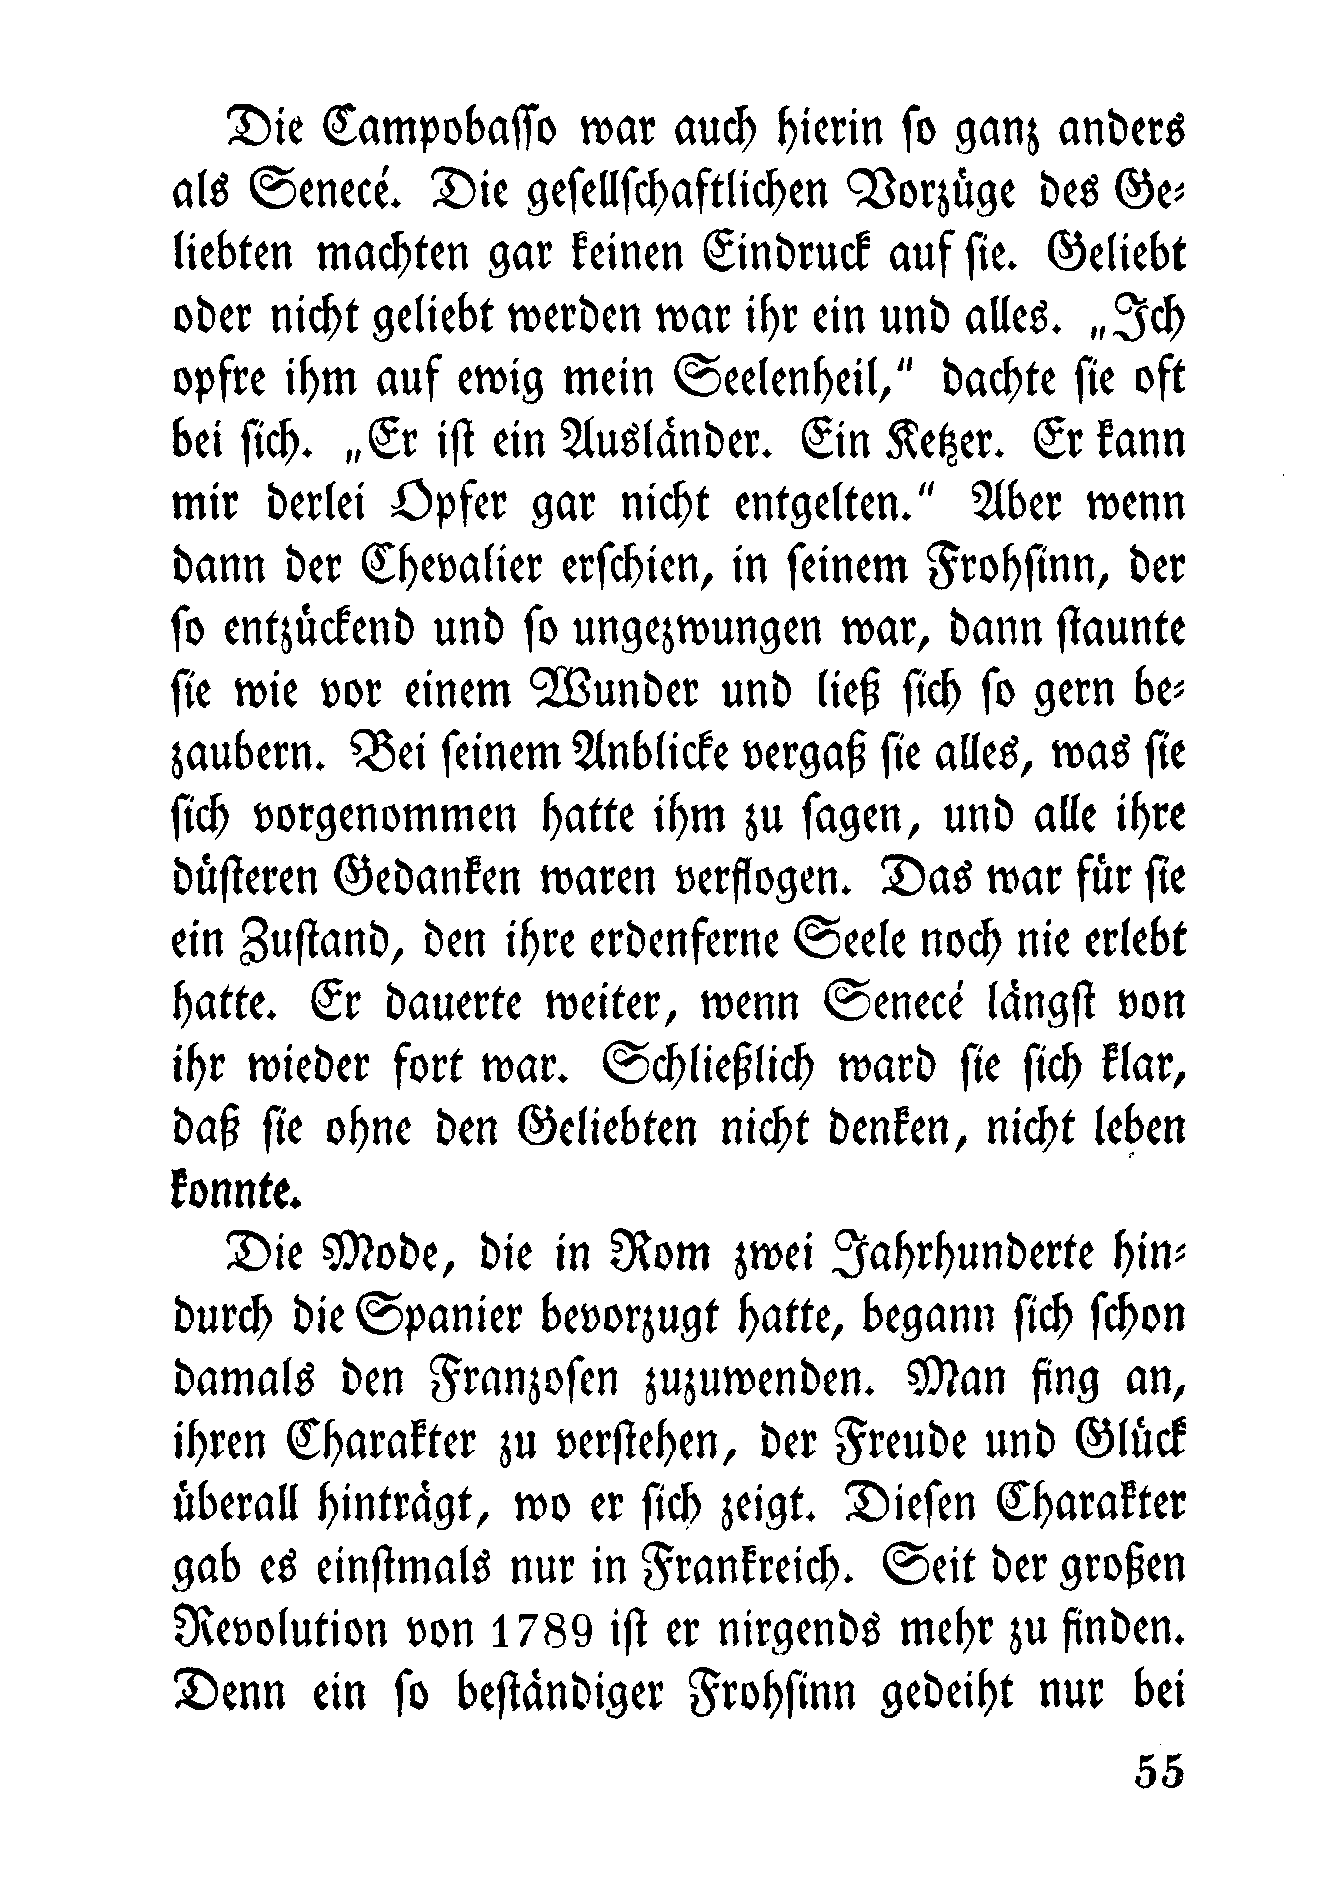 Die Campobasso war auch hierin so ganz anders
als Senecé. Die gesellschaftlichen Vorzüge des Ge-
liebten machten gar keinen Eindruck auf sie. Geliebt
oder nicht geliebt werden war ihr ein und alles. „Ich
opfre ihm auf ewig mein Seelenheil,“ dachte sie oft
bei sich. „Er ist ein Ausländer. Ein Ketzer. Er kann
mir derlei Opfer gar nicht entgelten.“ Aber wenn
dann der Chevalier erschien, in seinem Frohsinn, der
so entzückend und so ungezwungen war, dann staunte
sie wie vor einem Wunder und ließ sich so gern be-
zaubern. Bei seinem Anblicke vergaß sie alles, was sie
sich vorgenommen hatte ihm zu sagen, und alle ihre
düsteren Gedanken waren verflogen. Das war für sie
ein Zustand, den ihre erdenferne Seele noch nie erlebt
hatte. Er dauerte weiter, wenn Senecé längst von
ihr wieder fort war. Schließlich ward sie sich klar,
daß sie ohne den Geliebten nicht denken, nicht leben
konnte.
Die Mode, die in Rom zwei Jahrhunderte hin-
durch die Spanier bevorzugt hatte, begann sich schon
damals den Franzosen zuzuwenden. Man fing an,
ihren Charakter zu verstehen, der Freude und Glück
überall hinträgt, wo er sich zeigt. Diesen Charakter
gab es einstmals nur in Frankreich. Seit der großen
Revolution von 1789 ist er nirgends mehr zu finden.
Denn ein so beständiger Frohsinn gedeiht nur bei
55